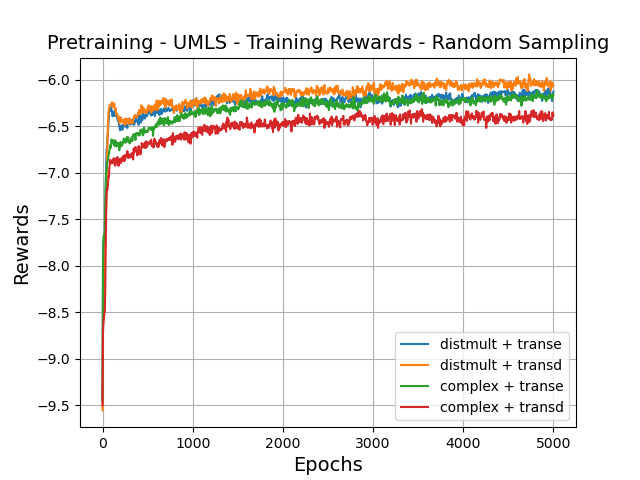 Pretraining - UMLS - Training Rewards - Random Sampling
Rewards
−6.0
−6.5
−7.0
−7.5
−8.0
−8.5
−9.0
−9.5
distmult + transe
distmult + transd
complex + transe
complex + transd
0 1000 2000 3000 4000 5000
Epochs